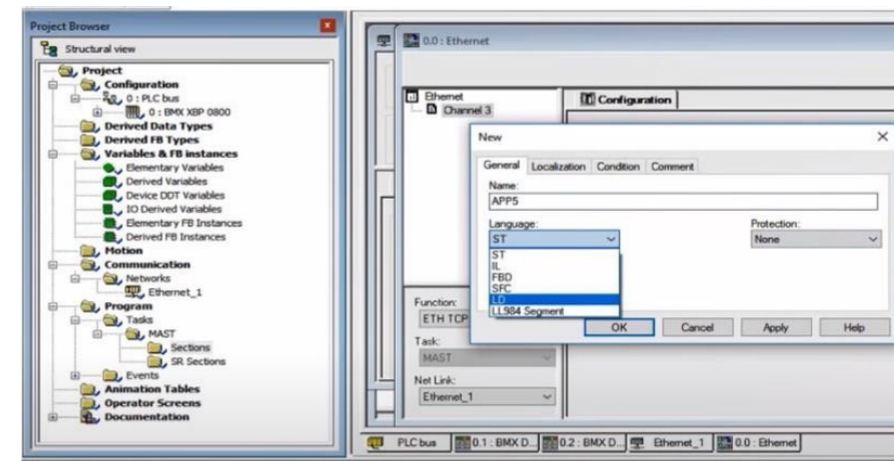 Project Browser
Structural view
Project
Configuration
0 : PLC bus
0 : BMX XBP 0800
Derived Data Types
Derived FB Types
Variables & FB instances
Elementary Variables
Derived Variables
Device DDT Variables
IO Derived Variables
Elementary FB Instances
Derived FB Instances
Motion
Communication
Networks
Ethernet_1
Program
Tasks
MAST
Sections
SR Sections
Events
Animation Tables
Operator Screens
Documentation
0.0 : Ethernet
Ethernet
Channel 3
Configuration
New
General Localization Condition Comment
Name:
APP5
Language: Protection:
ST None
ST
IL
FBD
SFC
LD
LL984 Segment
OK Cancel Apply Help
Function:
ETH TCP
Task:
MAST
Net Link:
Ethernet_1
PLC bus 0.1 : BMX D... 0.2 : BMX D... Ethernet_1 0.0 : Ethernet